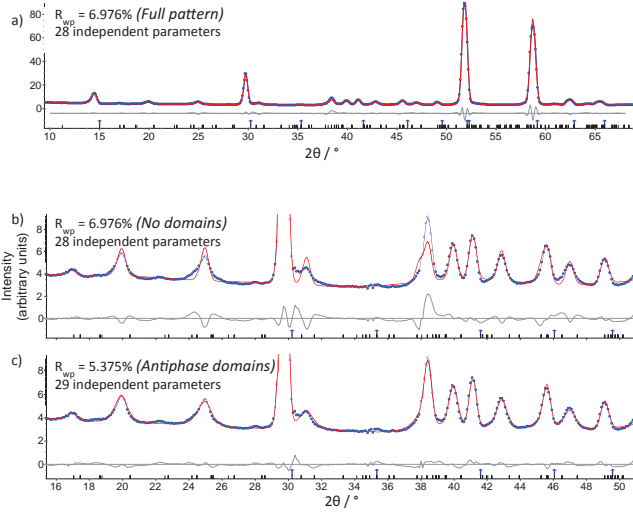 a)
R_wp = 6.976% (Full pattern)
28 independent parameters
80
60
40
20
0
10 15 20 25 30 35 40 45 50 55 60 65
2θ / °
b)
R_wp = 6.976% (No domains)
28 independent parameters
8
6
4
2
0
Intensity
(arbitrary units)
c)
R_wp = 5.375% (Antiphase domains)
29 independent parameters
8
6
4
2
0
16 18 20 22 24 26 28 30 32 34 36 38 40 42 44 46 48 50
2θ / °